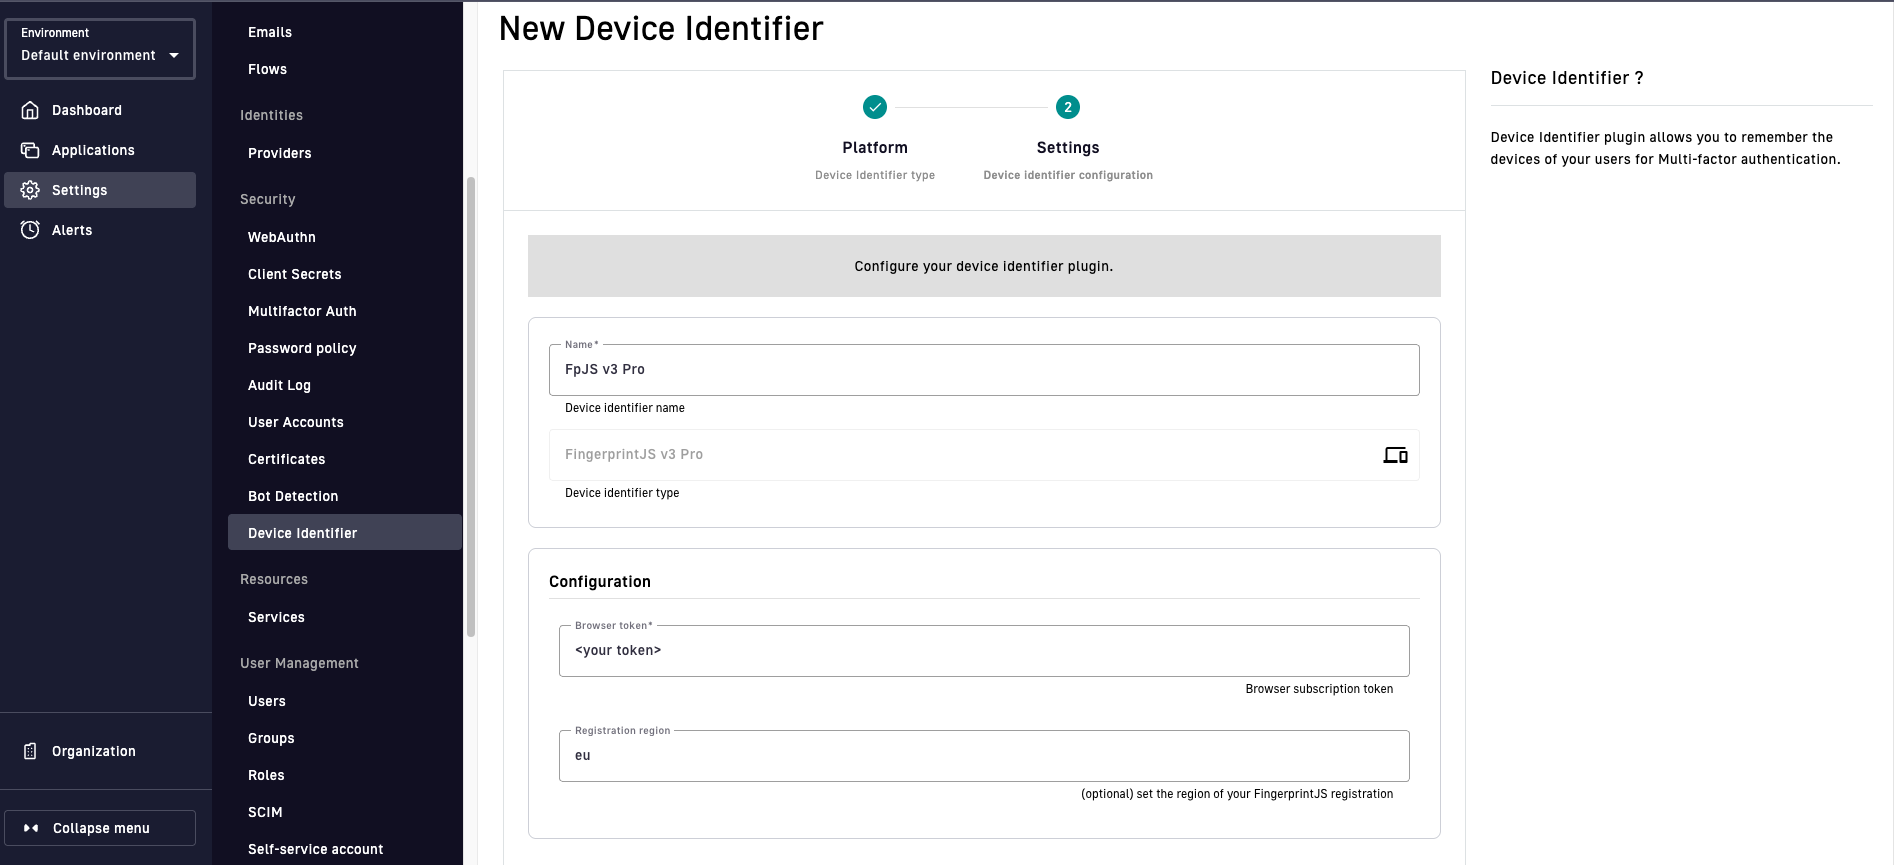 Environment
Default environment
Dashboard
Applications
Settings
Alerts
Organization
Collapse menu
Emails
Flows
Identities
Providers
Security
WebAuthn
Client Secrets
Multifactor Auth
Password policy
Audit Log
User Accounts
Certificates
Bot Detection
Device Identifier
Resources
Services
User Management
Users
Groups
Roles
SCIM
Self-service account
New Device Identifier
2
Platform
Settings
Device Identifier type
Device identifier configuration
Configure your device identifier plugin.
Name*
FpJS v3 Pro
Device identifier name
FingerprintJS v3 Pro
Device identifier type
Configuration
Browser token*
<your token>
Browser subscription token
Registration region
eu
(optional) set the region of your FingerprintJS registration
Device Identifier ?
Device Identifier plugin allows you to remember the
devices of your users for Multi-factor authentication.